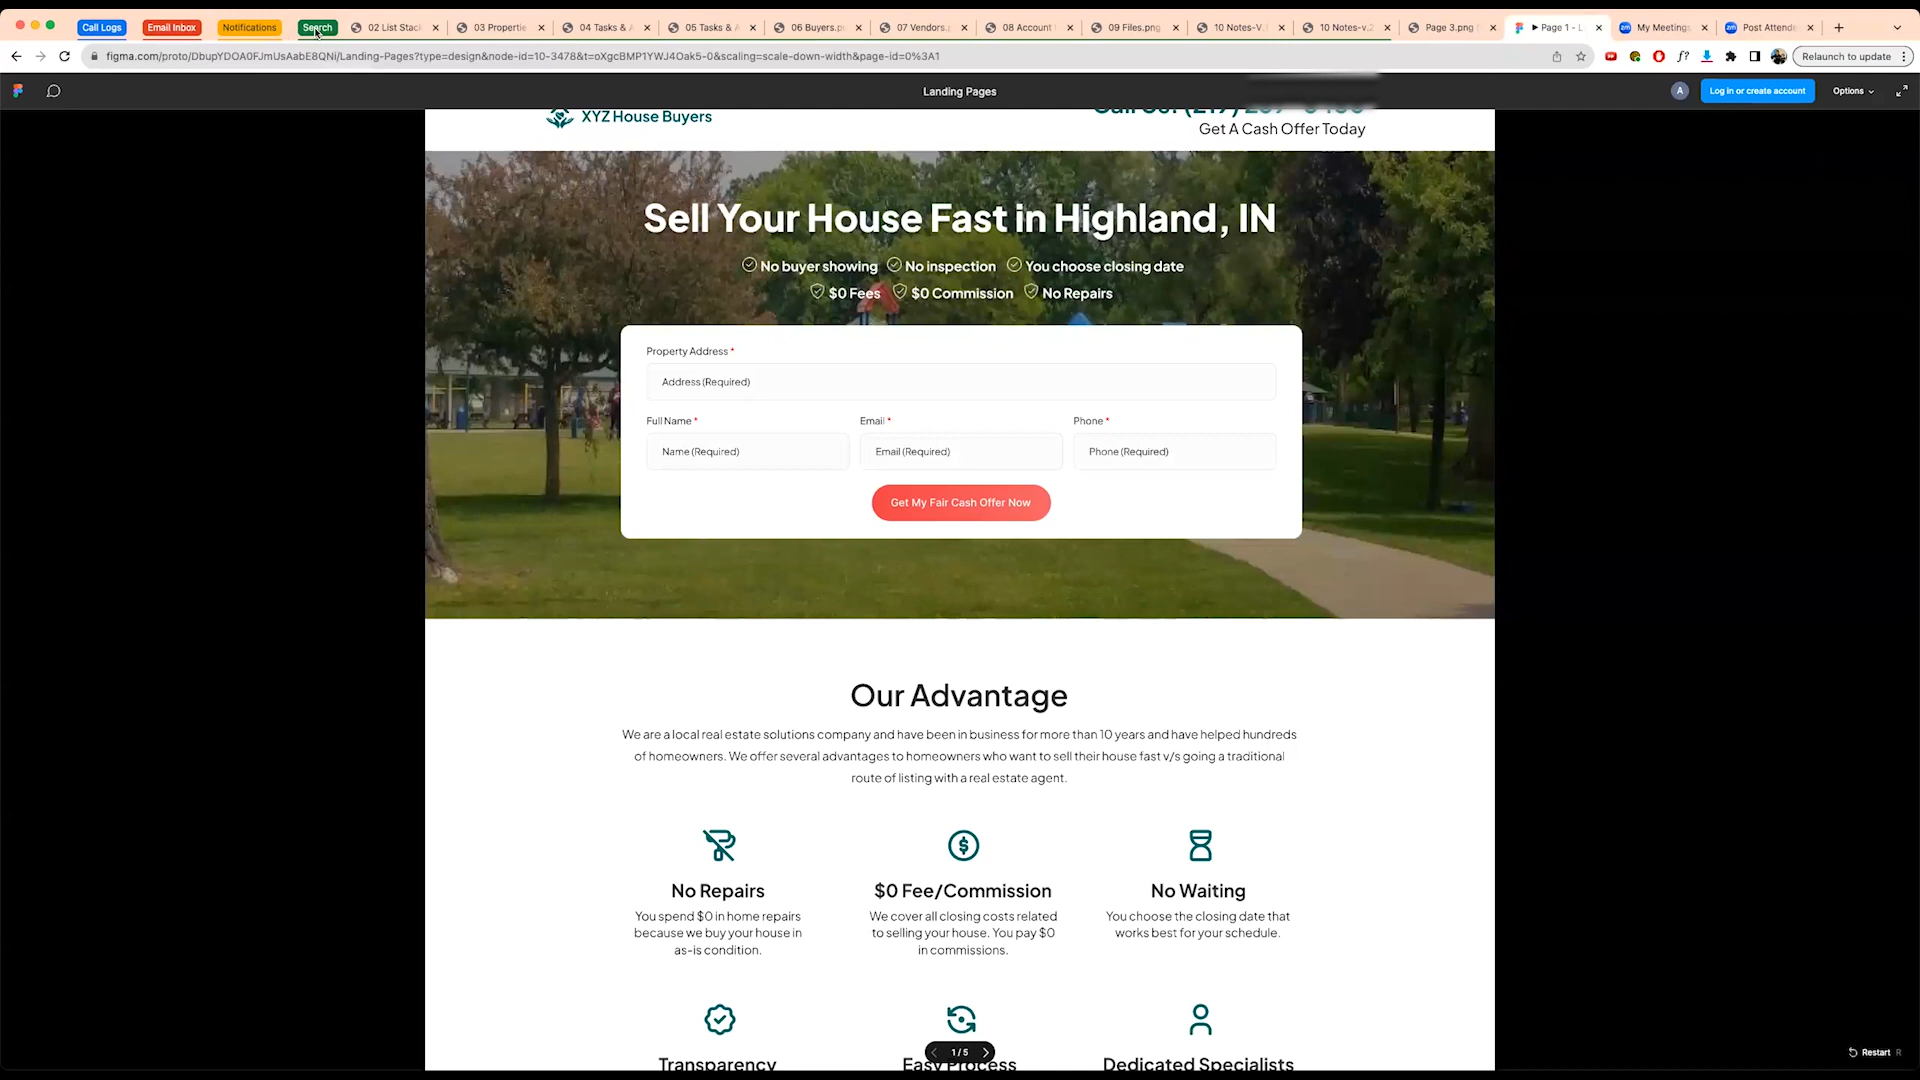 Call Logs
Email Inbox
Notifications
Search
02 List Stac
03 Propertie
04 Tasks & A
05 Tasks & A
06 Buyers.p
07 Vendors.
08 Account
09 Files.png
10 Notes-V.
10 Notes-v.2
Page 3.png
Page 1 - L
My Meetings
Post Attende
figma.com/proto/DbupYDOA0FJmUsAabE8QNi/Landing-Pages?type=design&node-id=10-3478&t=oXgcBMP1YWJ4Oak5-0&scaling=scale-down-width&page-id=0%3A1
Relaunch to update
Landing Pages
A
Log in or create account
Options
XYZ House Buyers
Get A Cash Offer Today
Sell Your House Fast in Highland, IN
No buyer showing No inspection You choose closing date
$0 Fees $0 Commission No Repairs
Property Address *
Address (Required)
Full Name * Email * Phone *
Name (Required) Email (Required) Phone (Required)
Get My Fair Cash Offer Now
Our Advantage
We are a local real estate solutions company and have been in business for more than 10 years and have helped hundreds
of homeowners. We offer several advantages to homeowners who want to sell their house fast v/s going a traditional
route of listing with a real estate agent.
No Repairs
You spend $0 in home repairs
because we buy your house in
as-is condition.
$0 Fee/Commission
We cover all closing costs related
to selling your house. You pay $0
in commissions.
No Waiting
You choose the closing date that
works best for your schedule.
Transparency
Easy Process
Dedicated Specialists
1 / 5
Restart R